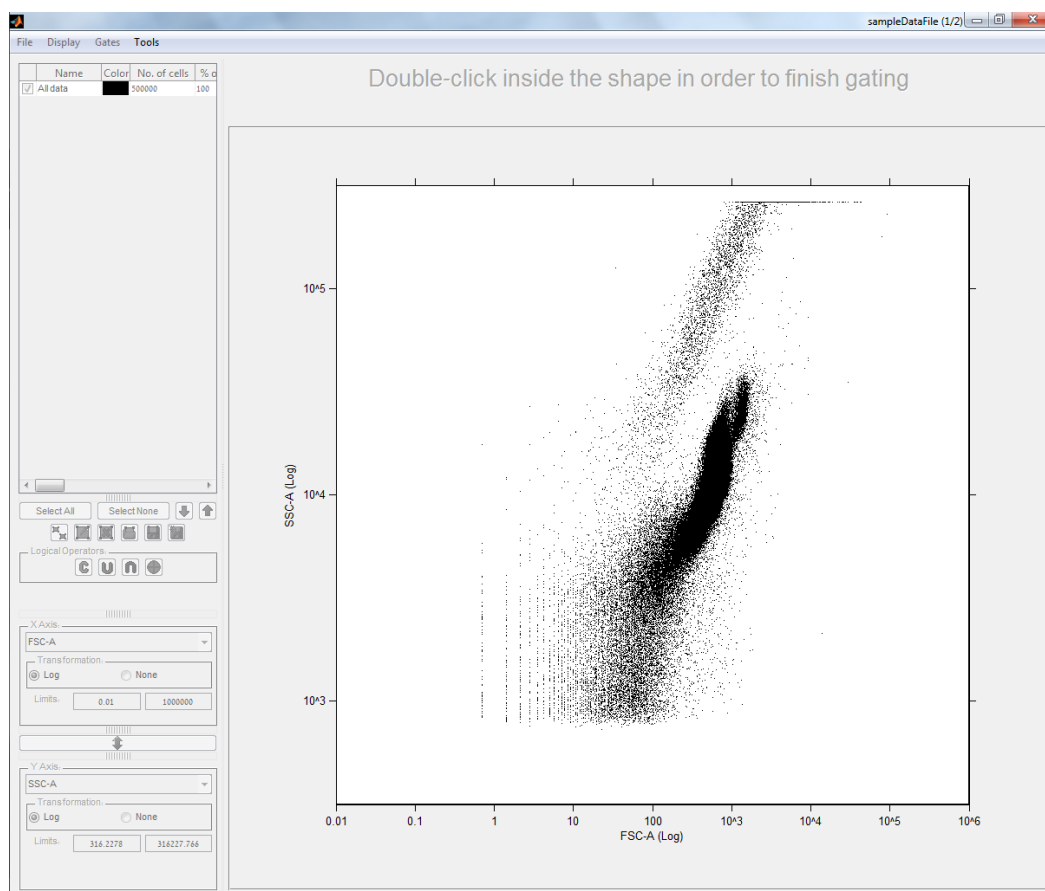 sampleDataFile (1/2)
File Display Gates Tools
Name Color No. of cells % o
All data 500000 100
Double-click inside the shape in order to finish gating
Select All Select None
Logical Operators.
C U n
X Axis.
FSC-A
Transformation.
Log None
Limits. 0.01 1000000
Y Axis.
SSC-A
Transformation.
Log None
Limits. 316.2278 316227.766
10^5
10^4
10^3
SSC-A (Log)
0.01 0.1 1 10 100 10^3 10^4 10^5 10^6
FSC-A (Log)